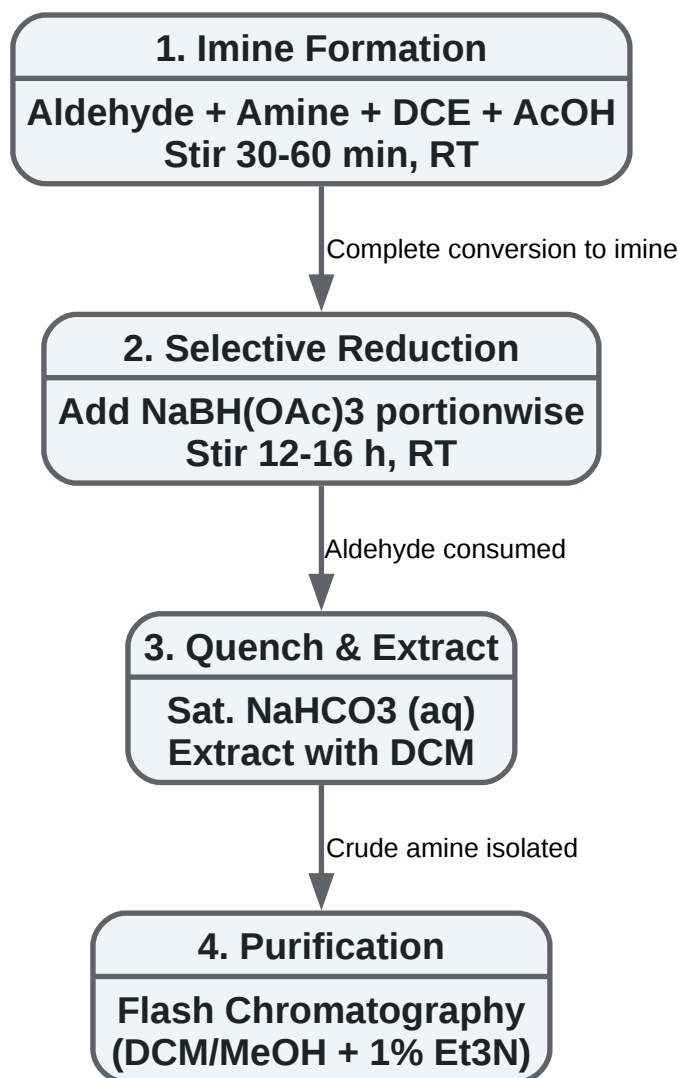 1. Imine Formation
Aldehyde + Amine + DCE + AcOH
Stir 30-60 min, RT
Complete conversion to imine
2. Selective Reduction
Add NaBH(OAc)3 portionwise
Stir 12-16 h, RT
Aldehyde consumed
3. Quench & Extract
Sat. NaHCO3 (aq)
Extract with DCM
Crude amine isolated
4. Purification
Flash Chromatography
(DCM/MeOH + 1% Et3N)